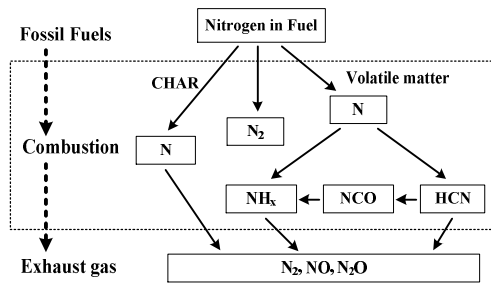 Nitrogen in Fuel
Fossil Fuels
CHAR
Volatile matter
N
N₂
Combustion
N
NHₓ
NCO
HCN
Exhaust gas
N₂, NO, N₂O